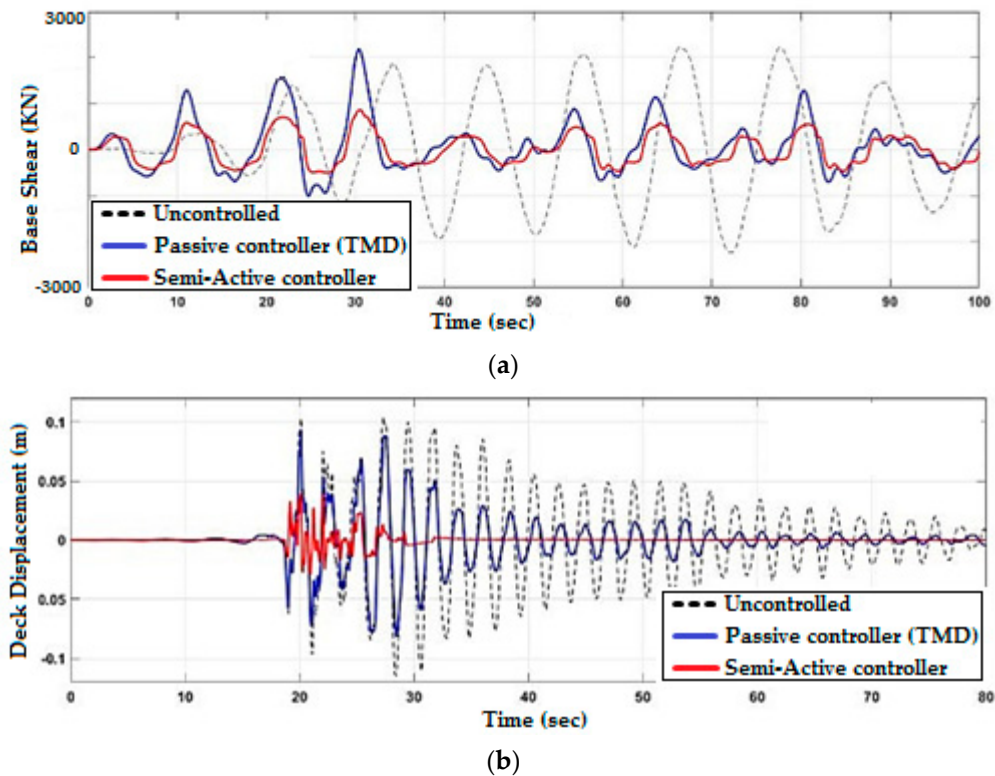 3000
0
-3000
Base Shear (KN)
Uncontrolled
Passive controller (TMD)
Semi-Active controller
0 10 20 30 40 50 60 70 80 90 100
Time (sec)
(a)
0.1
0.05
0
0.05
-0.1
Deck Displacement (m)
Uncontrolled
Passive controller (TMD)
Semi-Active controller
0 10 20 30 40 50 60 70 80
Time (sec)
(b)